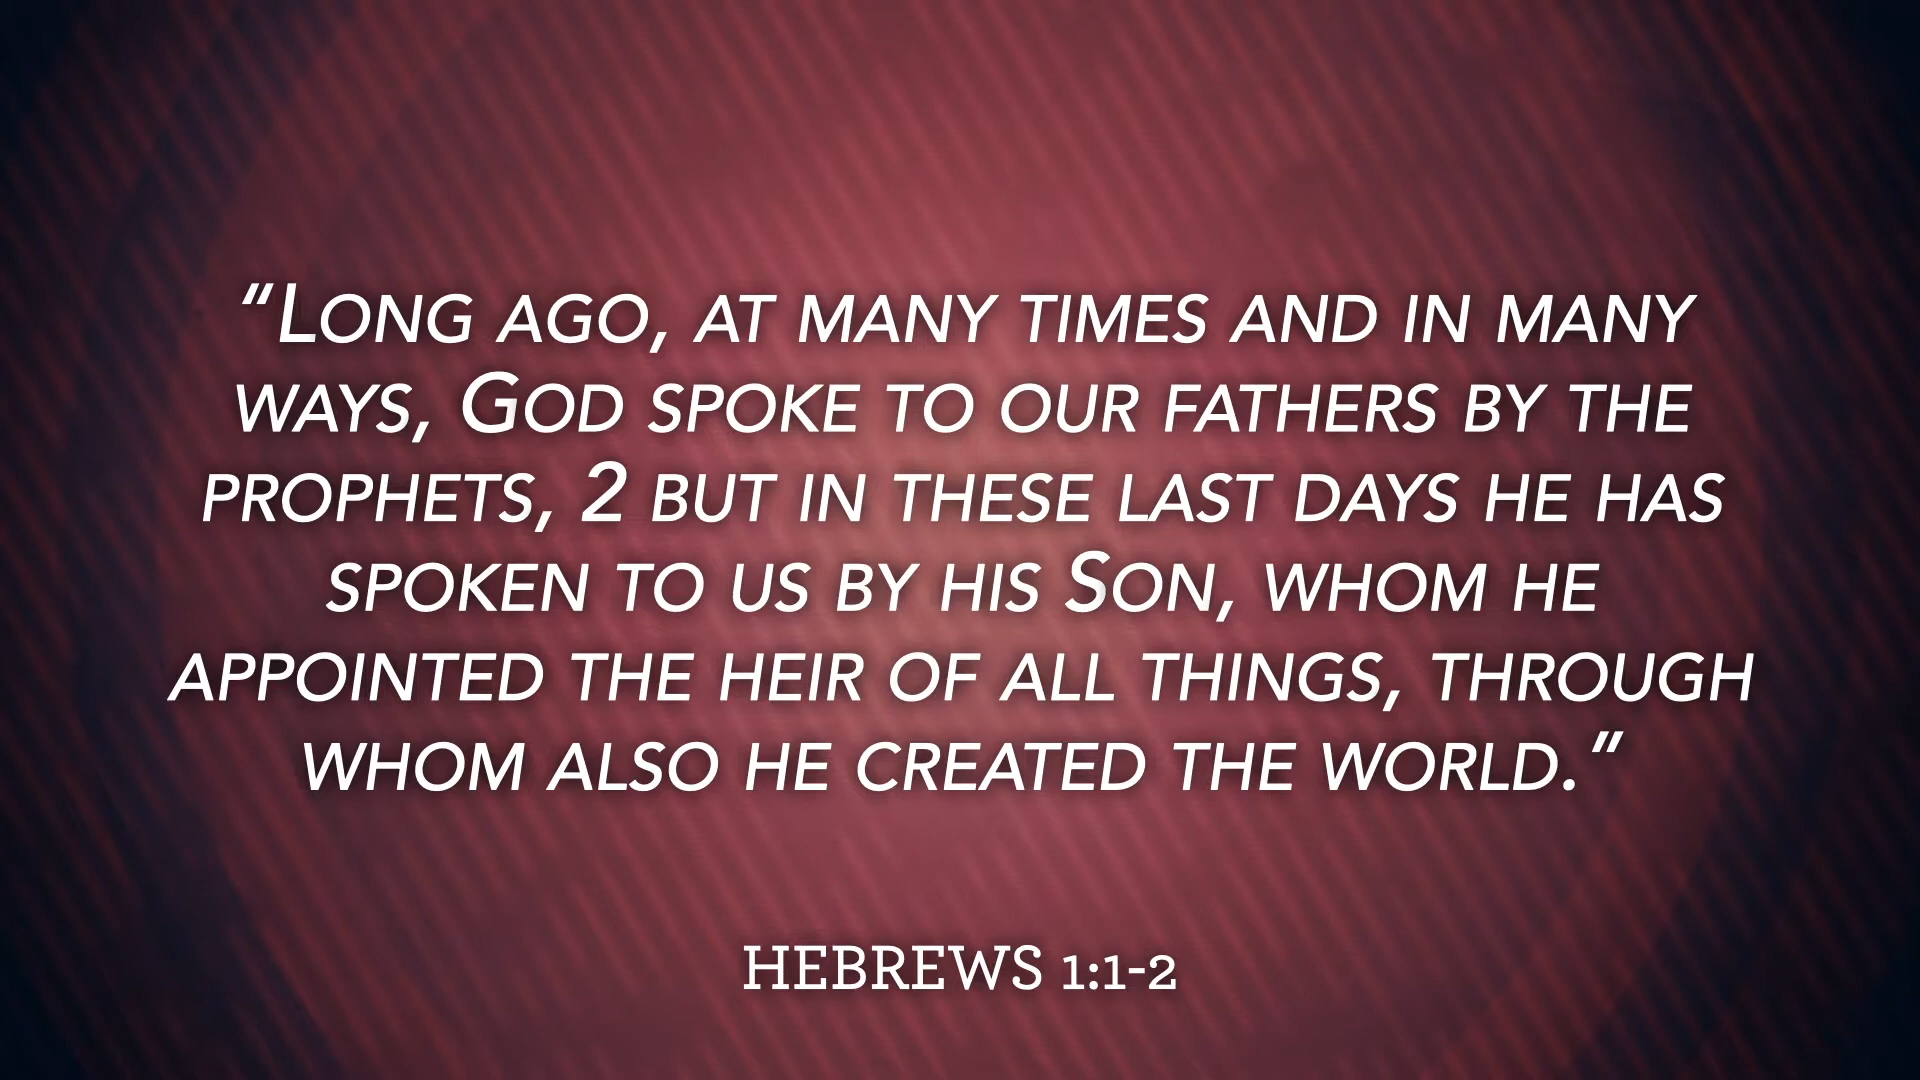 “Long ago, at many times and in many
ways, God spoke to our fathers by the
prophets, 2 but in these last days he has
spoken to us by his Son, whom he
appointed the heir of all things, through
whom also he created the world.”
HEBREWS 1:1-2